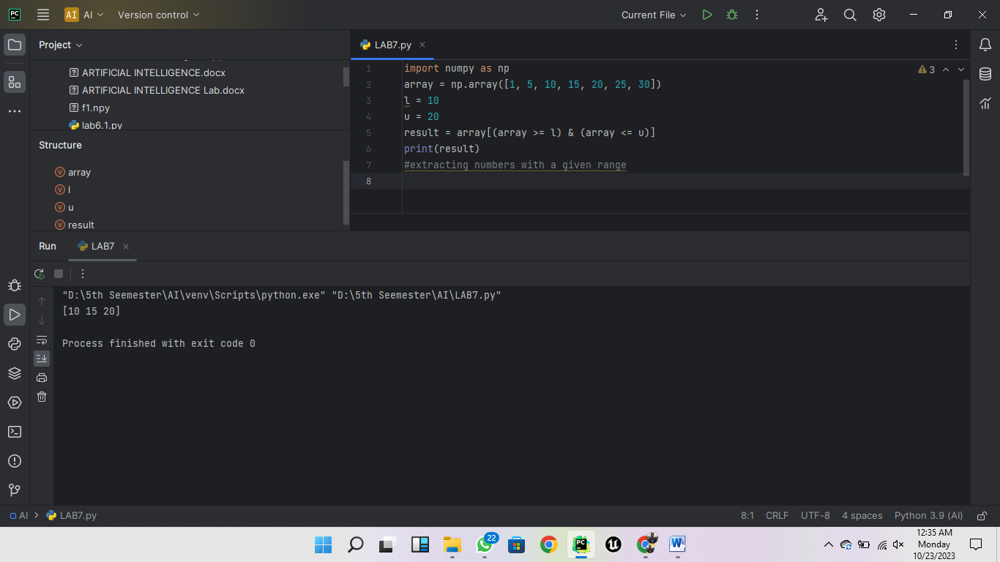 PC
AI AI Version control Current File
Project
ARTIFICIAL INTELLIGENCE.docx
ARTIFICIAL INTELLIGENCE Lab.docx
f1.npy
lab6.1.py
Structure
V array
V l
V u
V result
LAB7.py
3
1 import numpy as np
2 array = np.array([1, 5, 10, 15, 20, 25, 30])
3 l = 10
4 u = 20
5 result = array[(array >= l) & (array <= u)]
6 print(result)
7 #extracting numbers with a given range
8
Run LAB7
"D:\5th Seemester\AI\venv\Scripts\python.exe" "D:\5th Seemester\AI\LAB7.py"
[10 15 20]
Process finished with exit code 0
AI LAB7.py 8:1 CRLF UTF-8 4 spaces Python 3.9 (AI)
22
PC
W
12:35 AM
Monday
10/23/2023